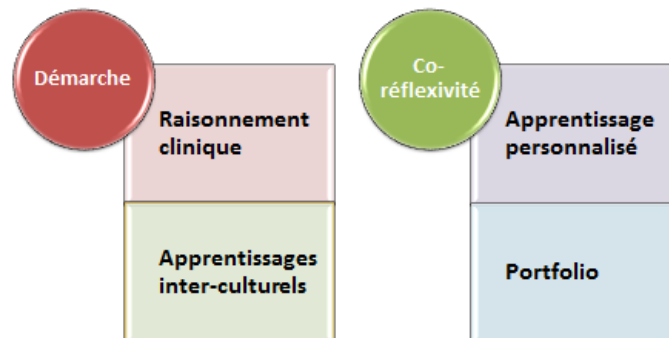 Démarche
Raisonnement
clinique
Apprentissages
inter-culturels
Co-
réflexivité
Apprentissage
personnalisé
Portfolio